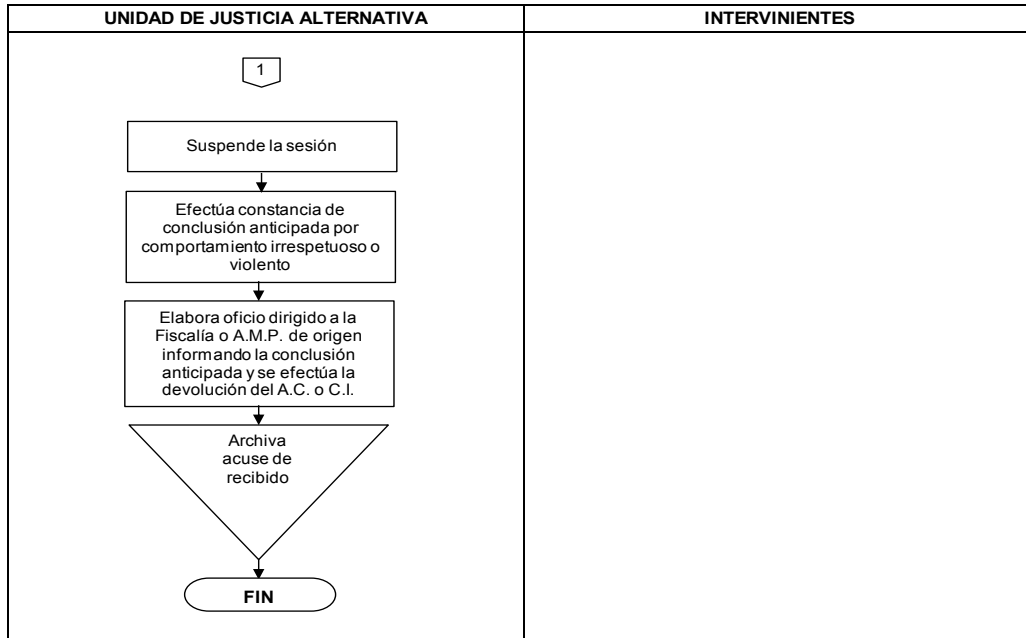 UNIDAD DE JUSTICIA ALTERNATIVA
INTERVINIENTES
1
Suspende la sesión
Efectúa constancia de
conclusión anticipada por
comportamiento irrespetuoso o
violento
Elabora oficio dirigido a la
Fiscalía o A.M.P. de origen
informando la conclusión
anticipada y se efectúa la
devolución del A.C. o C.I.
Archiva
acuse de
recibido
FIN